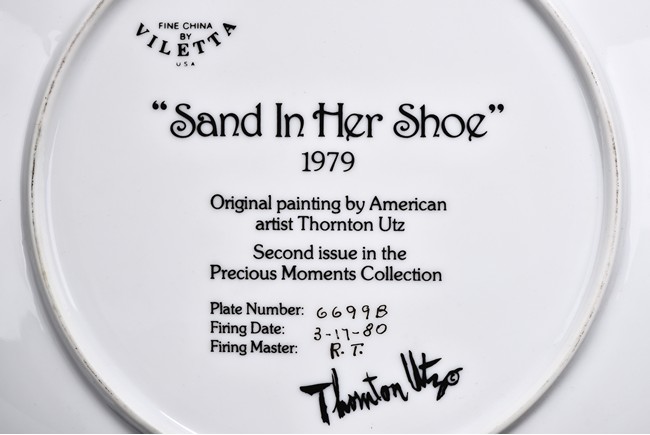 FINE CHINA
BY
VILETTA
USA
“Sand In Her Shoe”
1979
Original painting by American
artist Thornton Utz
Second issue in the
Precious Moments Collection
Plate Number: 6699B
Firing Date: 3-17-80
Firing Master: R.T.
Thornton Utz©